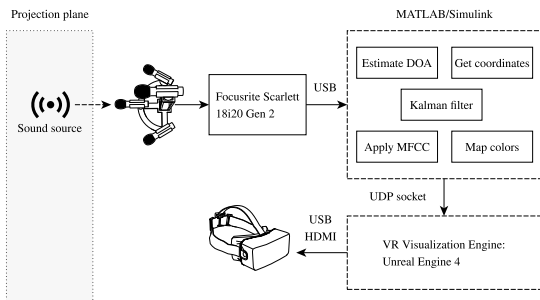 Projection plane
MATLAB/Simulink
Estimate DOA
Get coordinates
Kalman filter
Apply MFCC
Map colors
Sound source
Focusrite Scarlett
18i20 Gen 2
USB
UDP socket
USB
HDMI
VR Visualization Engine:
Unreal Engine 4